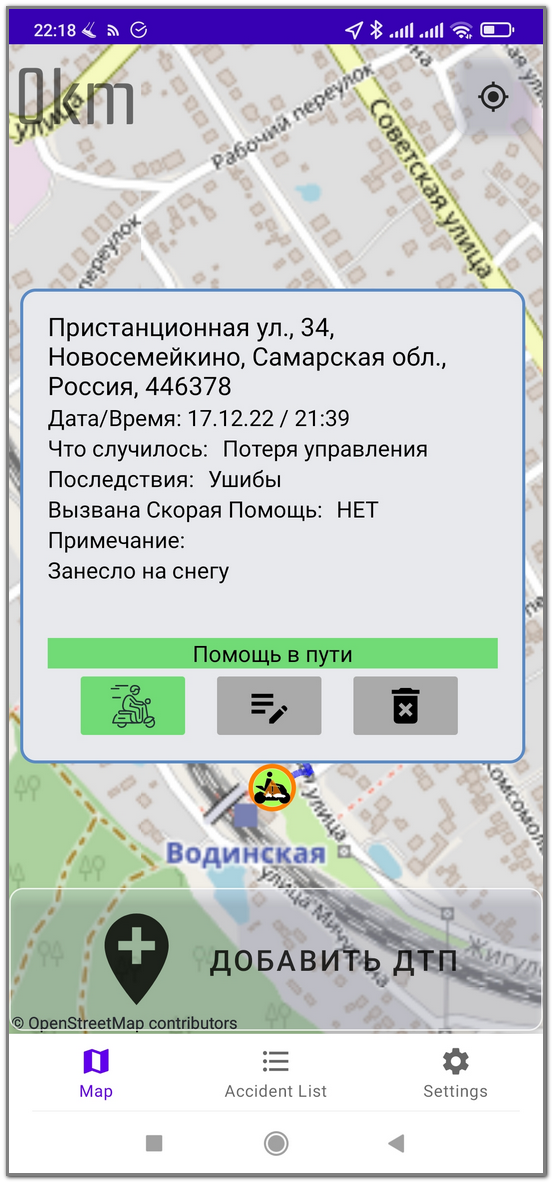 22:18
0km
улица
Рабочий переулок
Советская улица
переулок
Пристанционная ул., 34,
Новосемейкино, Самарская обл.,
Россия, 446378
Дата/Время: 17.12.22 / 21:39
Что случилось: Потеря управления
Последствия: Ушибы
Вызвана Скорая Помощь: НЕТ
Примечание:
Занесло на снегу
Помощь в пути
улица
Водинская
улица Мичурина
ДОБАВИТЬ ДТП
© OpenStreetMap contributors
Map
Accident List
Settings